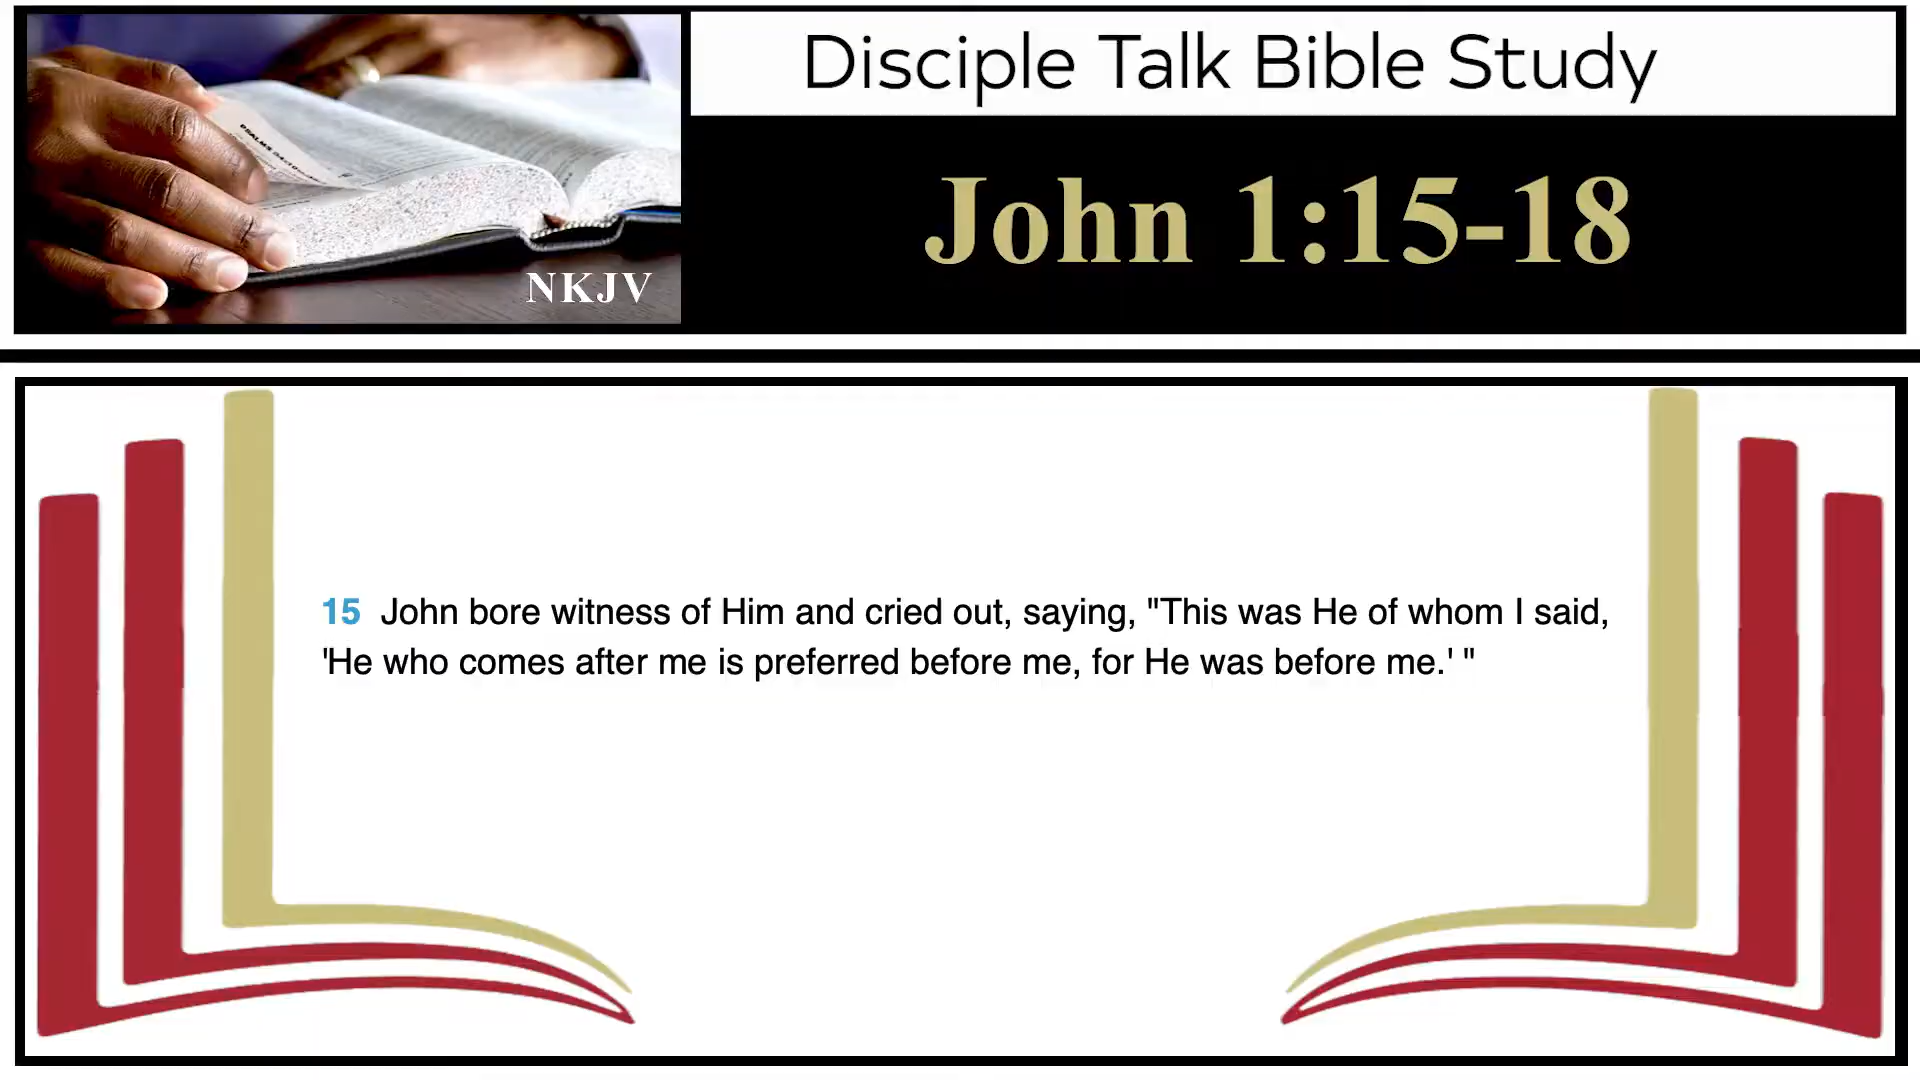 Disciple Talk Bible Study
John 1:15-18
NKJV
15 John bore witness of Him and cried out, saying, "This was He of whom I said,
'He who comes after me is preferred before me, for He was before me.' "